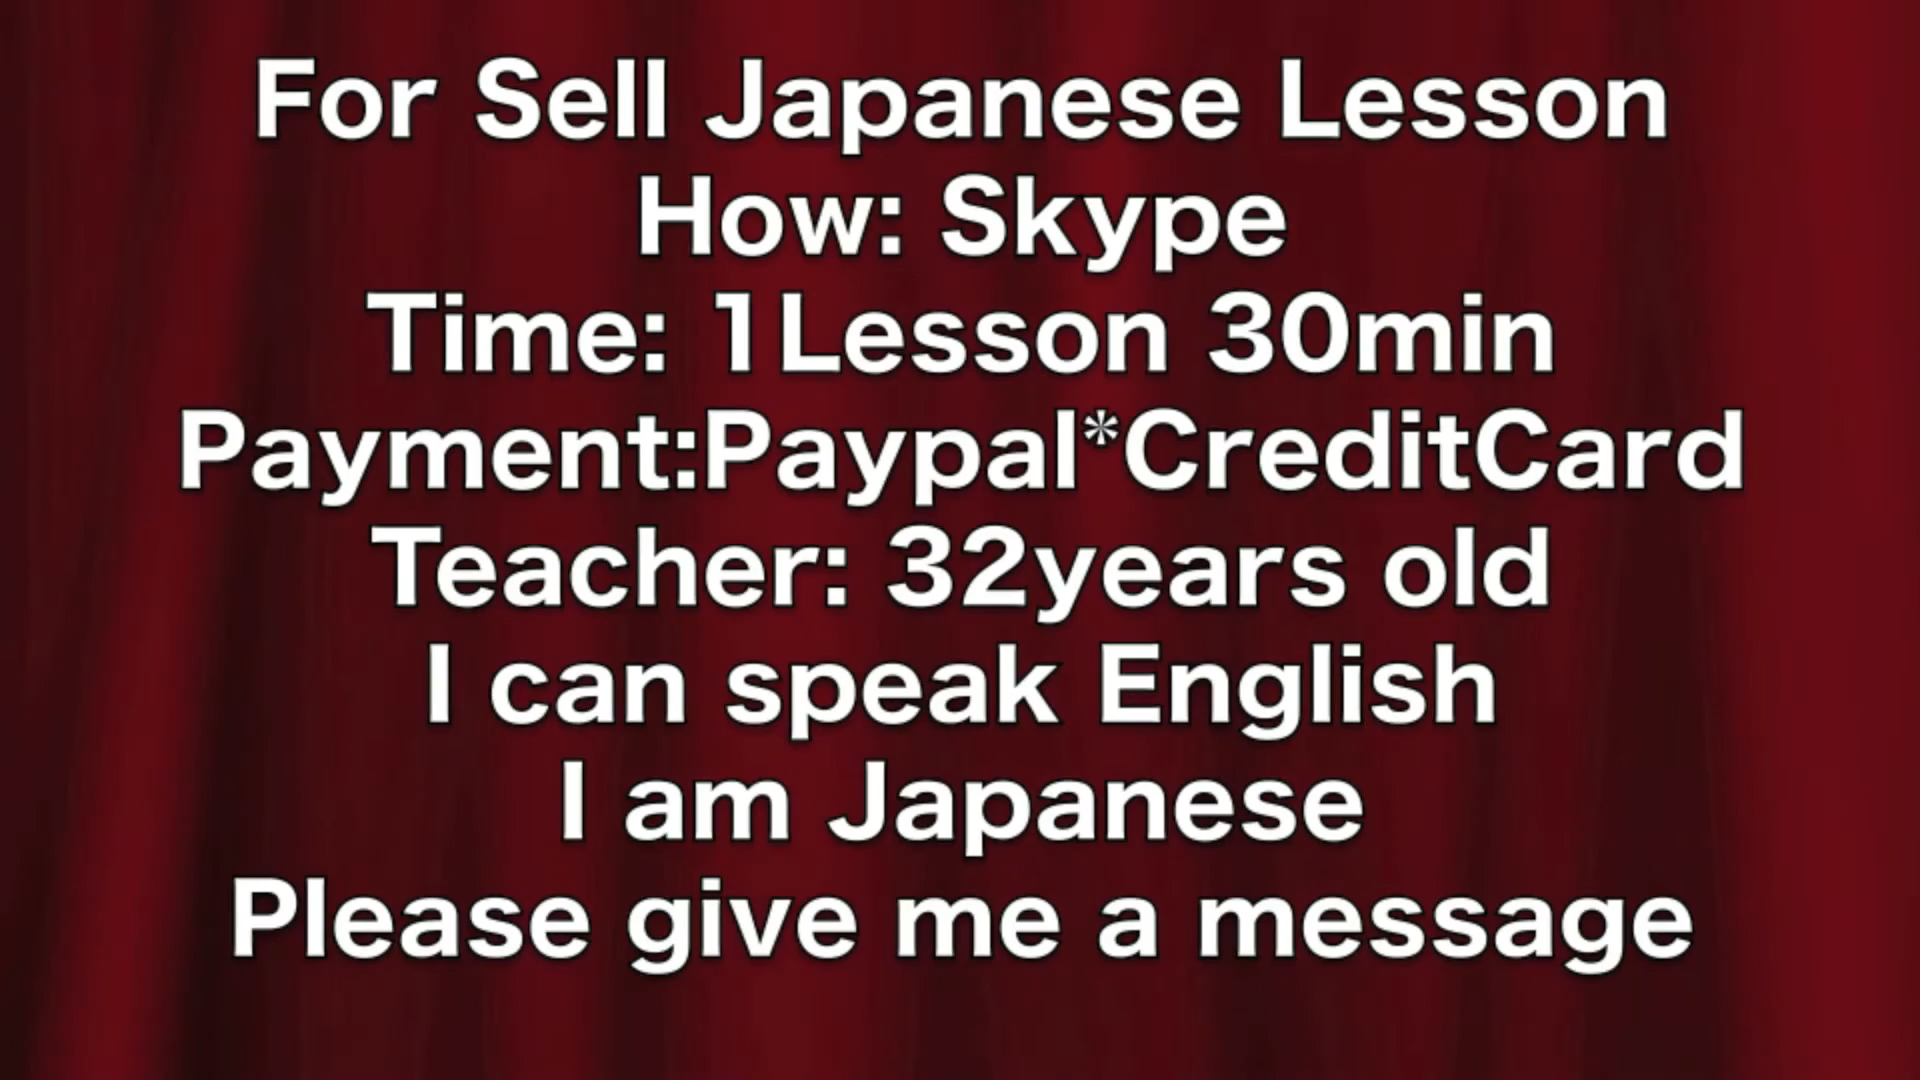 For Sell Japanese Lesson
How: Skype
Time: 1Lesson 30min
Payment:Paypal*CreditCard
Teacher: 32years old
I can speak English
I am Japanese
Please give me a message